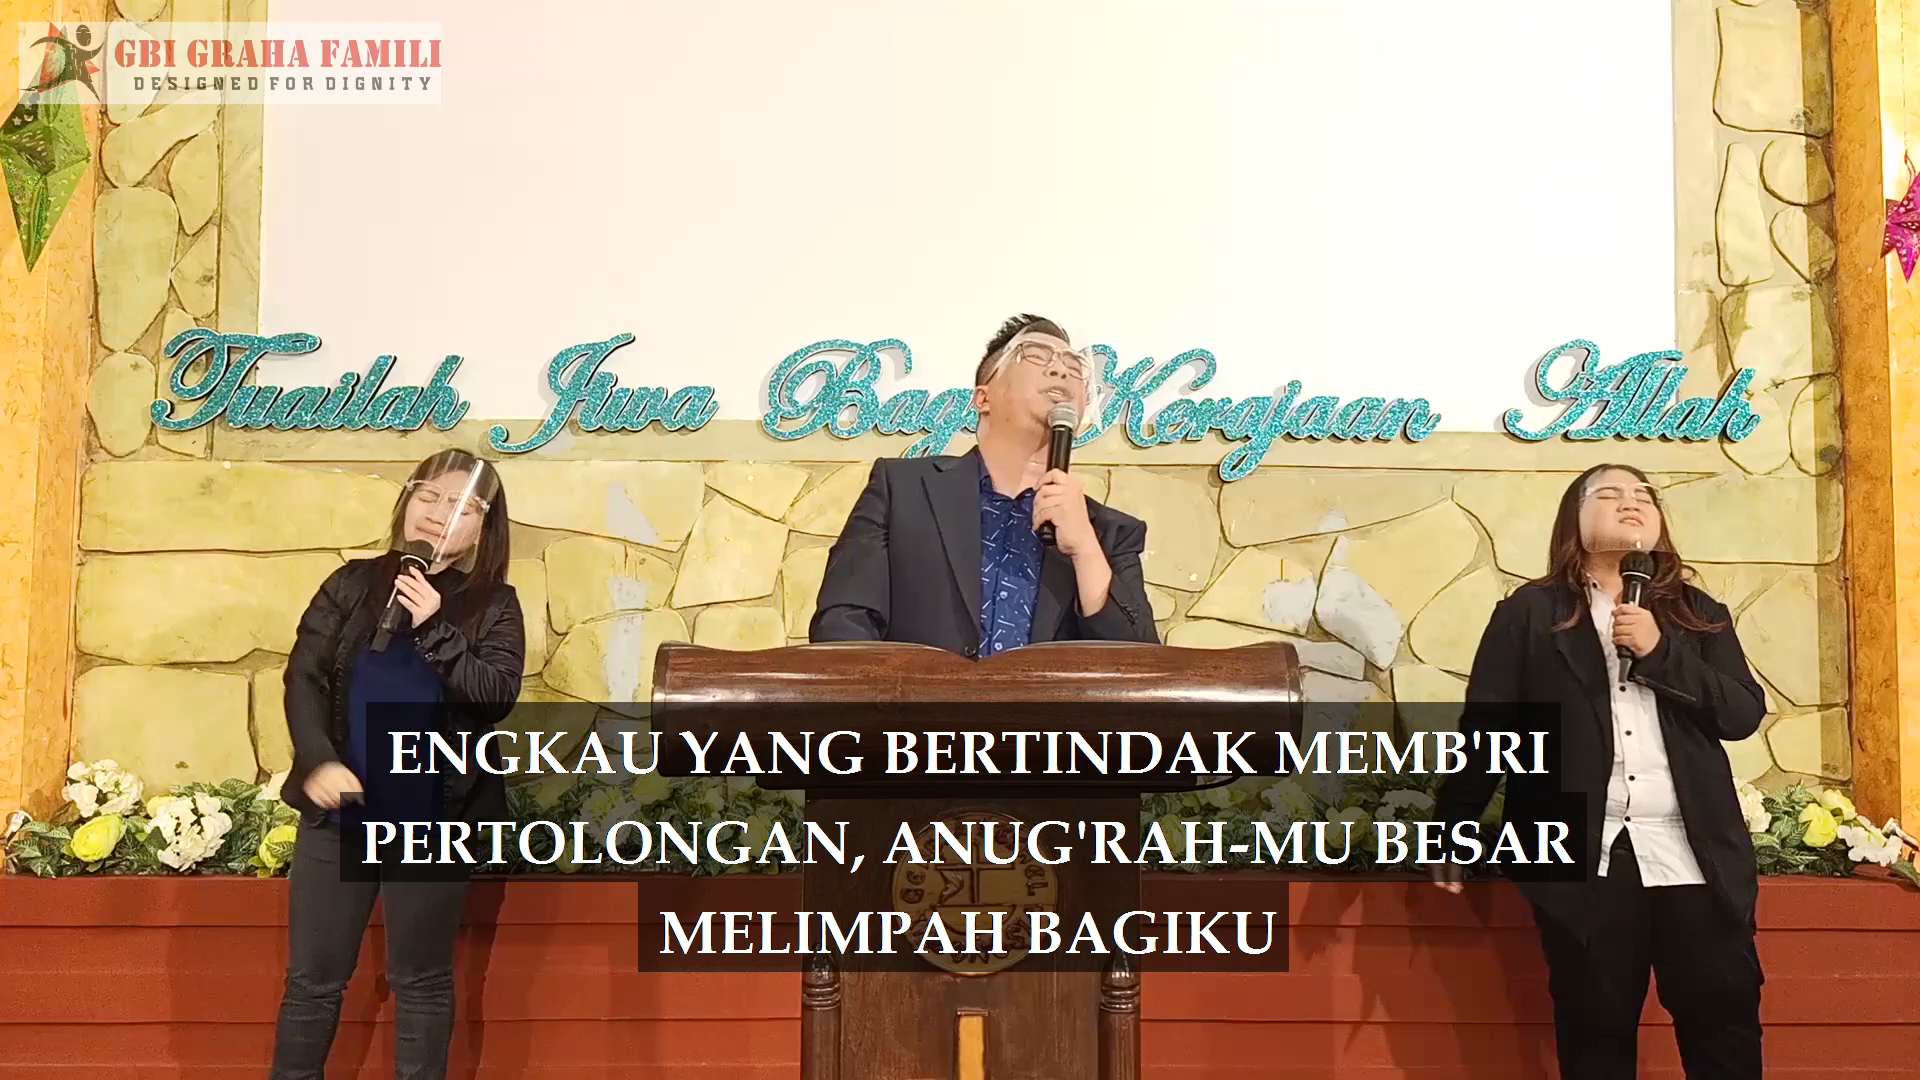 GBI GRAHA FAMILI
DESIGNED FOR DIGNITY
Tuailah Jiwa Bagi Kerajaan Allah
ENGKAU YANG BERTINDAK MEMB'RI
PERTOLONGAN, ANUG'RAH-MU BESAR
MELIMPAH BAGIKU